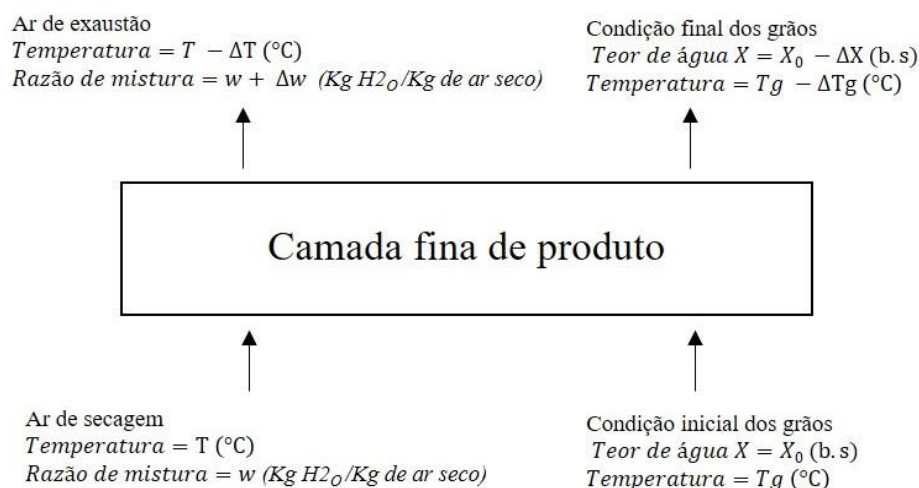 Ar de exaustão
Temperatura = T − ΔT (°C)
Razão de mistura = w + Δw (Kg H2O/Kg de ar seco)
Condição final dos grãos
Teor de água X = X₀ − ΔX (b.s)
Temperatura = Tg − ΔTg (°C)
Camada fina de produto
Ar de secagem
Temperatura = T (°C)
Razão de mistura = w (Kg H2O/Kg de ar seco)
Condição inicial dos grãos
Teor de água X = X₀ (b.s)
Temperatura = Tg (°C)